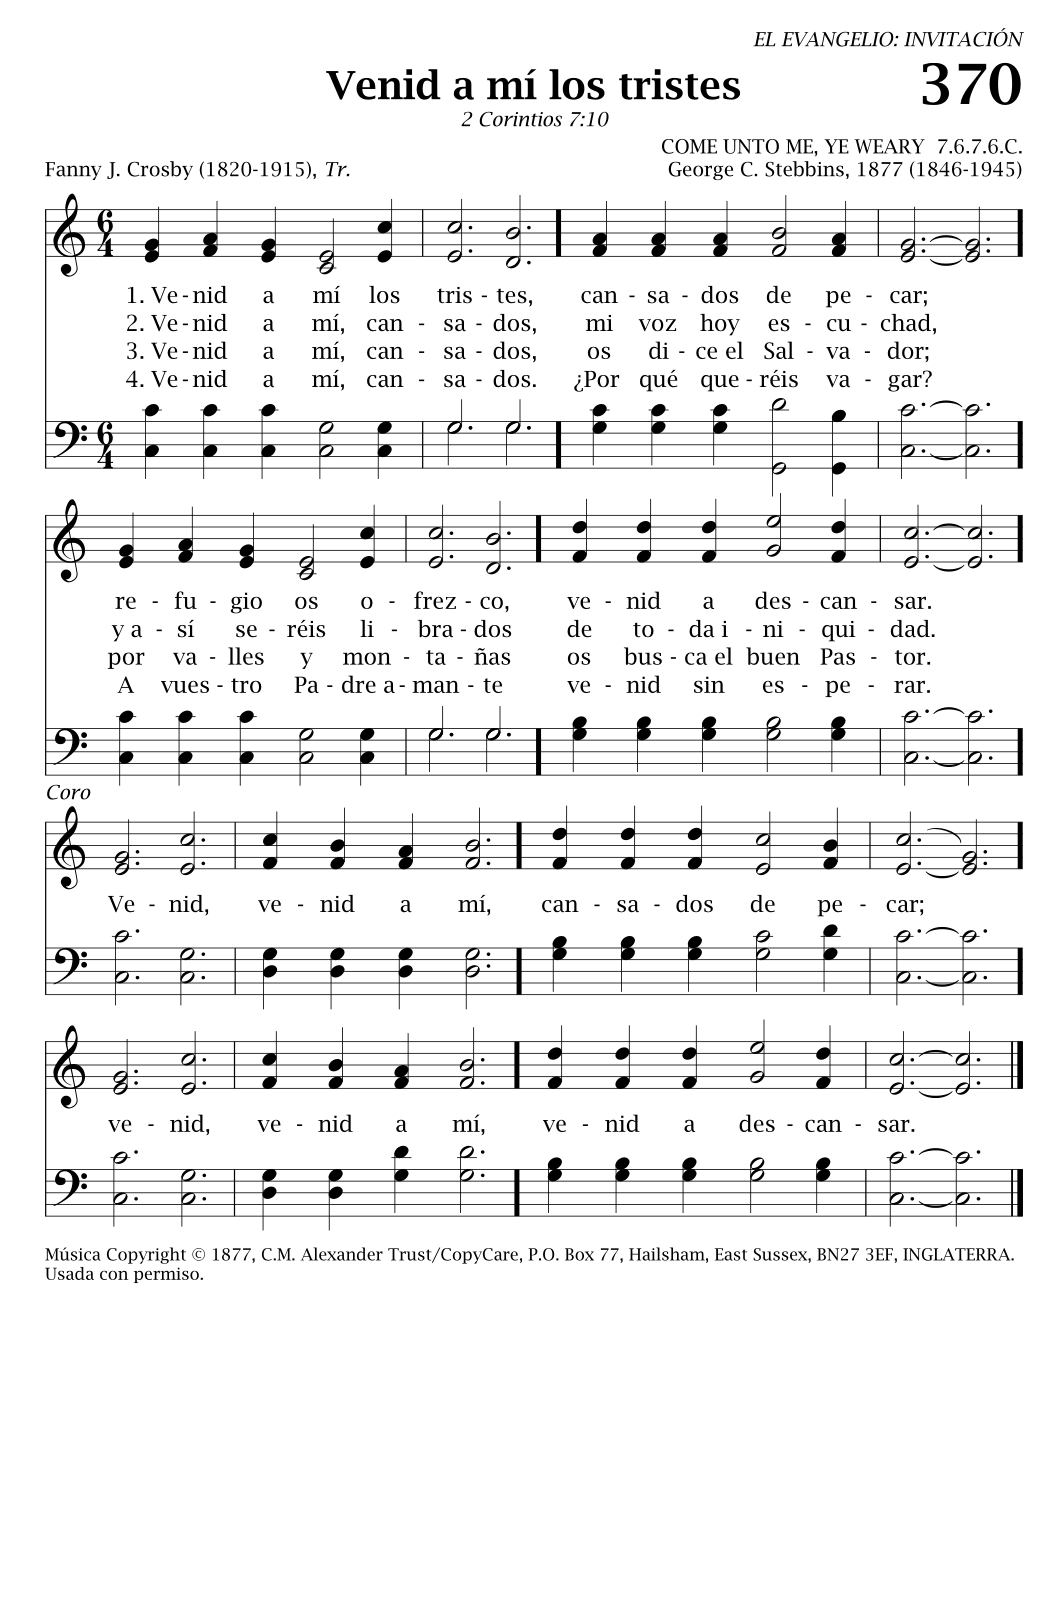 EL EVANGELIO: INVITACIÓN
Venid a mí los tristes 370
2 Corintios 7:10
COME UNTO ME, YE WEARY 7.6.7.6.C.
Fanny J. Crosby (1820-1915), Tr. George C. Stebbins, 1877 (1846-1945)
6 4
1. Ve - nid a mí los tris - tes, can - sa - dos de pe - car;
2. Ve - nid a mí, can - sa - dos, mi voz hoy es - cu - chad,
3. Ve - nid a mí, can - sa - dos, os di - ce el Sal - va - dor;
4. Ve - nid a mí, can - sa - dos. ¿Por qué que - réis va - gar?
6 4
re - fu - gio os o - frez - co, ve - nid a des - can - sar.
y a - sí se - réis li - bra - dos de to - da i - ni - qui - dad.
por va - lles y mon - ta - ñas os bus - ca el buen Pas - tor.
A vues - tro Pa - dre a - man - te ve - nid sin es - pe - rar.
Coro
Ve - nid, ve - nid a mí, can - sa - dos de pe - car;
ve - nid, ve - nid a mí, ve - nid a des - can - sar.
Música Copyright © 1877, C.M. Alexander Trust/CopyCare, P.O. Box 77, Hailsham, East Sussex, BN27 3EF, INGLATERRA.
Usada con permiso.